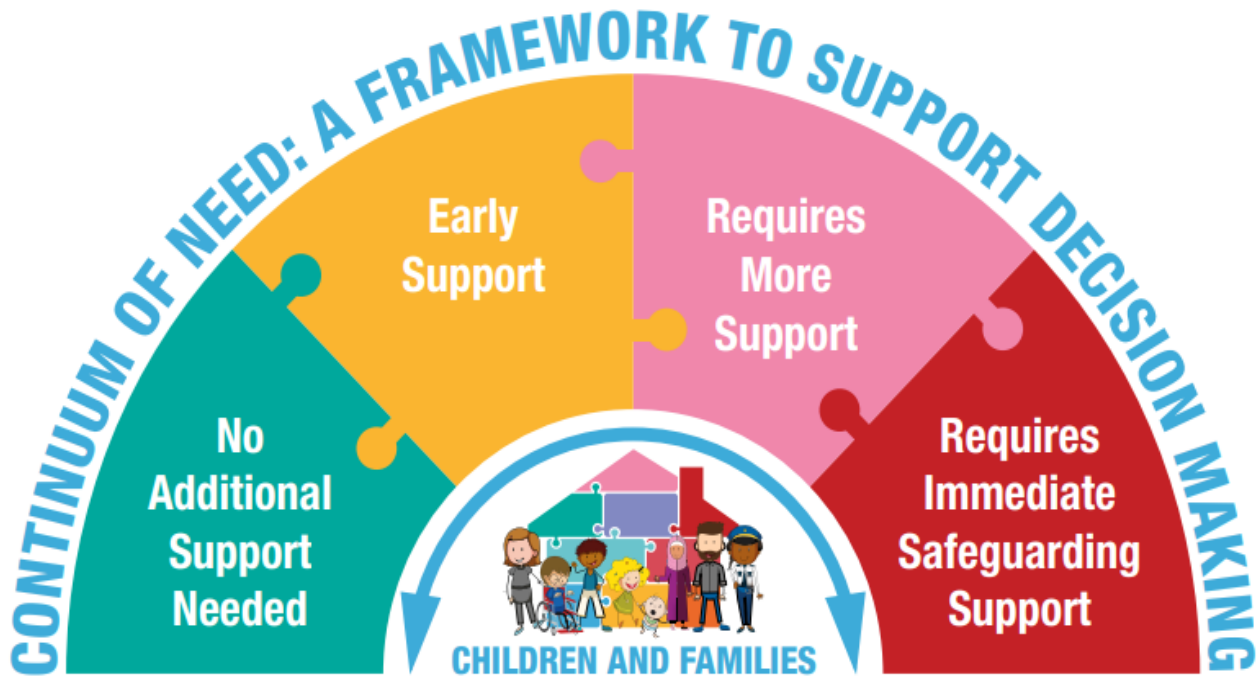 CONTINUUM OF NEED: A FRAMEWORK TO SUPPORT DECISION MAKING
No
Additional
Support
Needed
Early
Support
Requires
More
Support
Requires
Immediate
Safeguarding
Support
CHILDREN AND FAMILIES